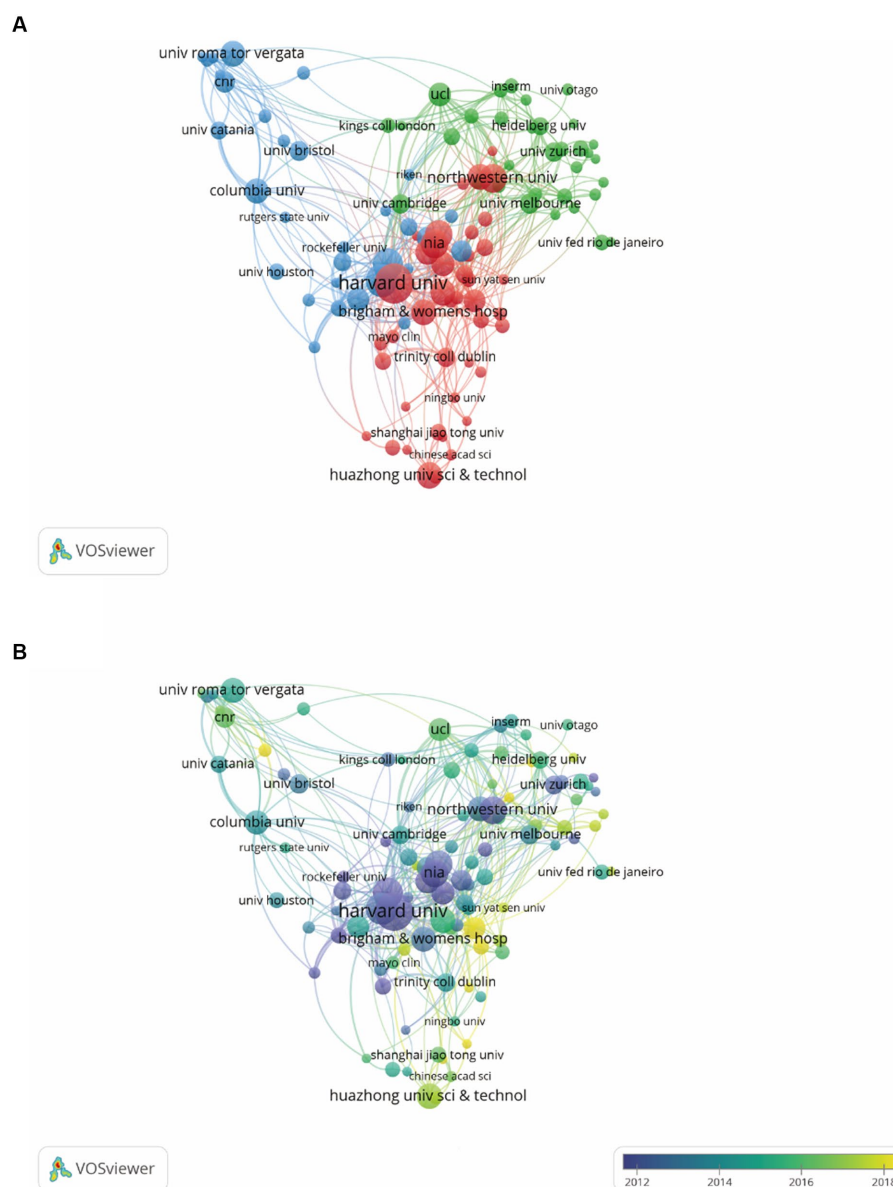 A
univ roma tor vergata
cnr
ucl
inserm
univ otago
univ catania
kings coll london
heidelberg univ
univ bristol
univ zurich
riken
northwestern univ
columbia univ
univ cambridge
univ melbourne
rutgers state univ
rockefeller univ
nia
univ fed rio de janeiro
univ houston
harvard univ
sun yat sen univ
brigham & womens hosp
mayo clin
trinity coll dublin
ningbo univ
shanghai jiao tong univ
chinese acad sci
huazhong univ sci & technol
VOSviewer
B
univ roma tor vergata
cnr
ucl
inserm
univ otago
univ catania
kings coll london
heidelberg univ
univ bristol
univ zurich
riken
northwestern univ
columbia univ
univ cambridge
univ melbourne
rutgers state univ
rockefeller univ
nia
univ fed rio de janeiro
univ houston
harvard univ
sun yat sen univ
brigham & womens hosp
mayo clin
trinity coll dublin
ningbo univ
shanghai jiao tong univ
chinese acad sci
huazhong univ sci & technol
VOSviewer
2012 2014 2016 2018